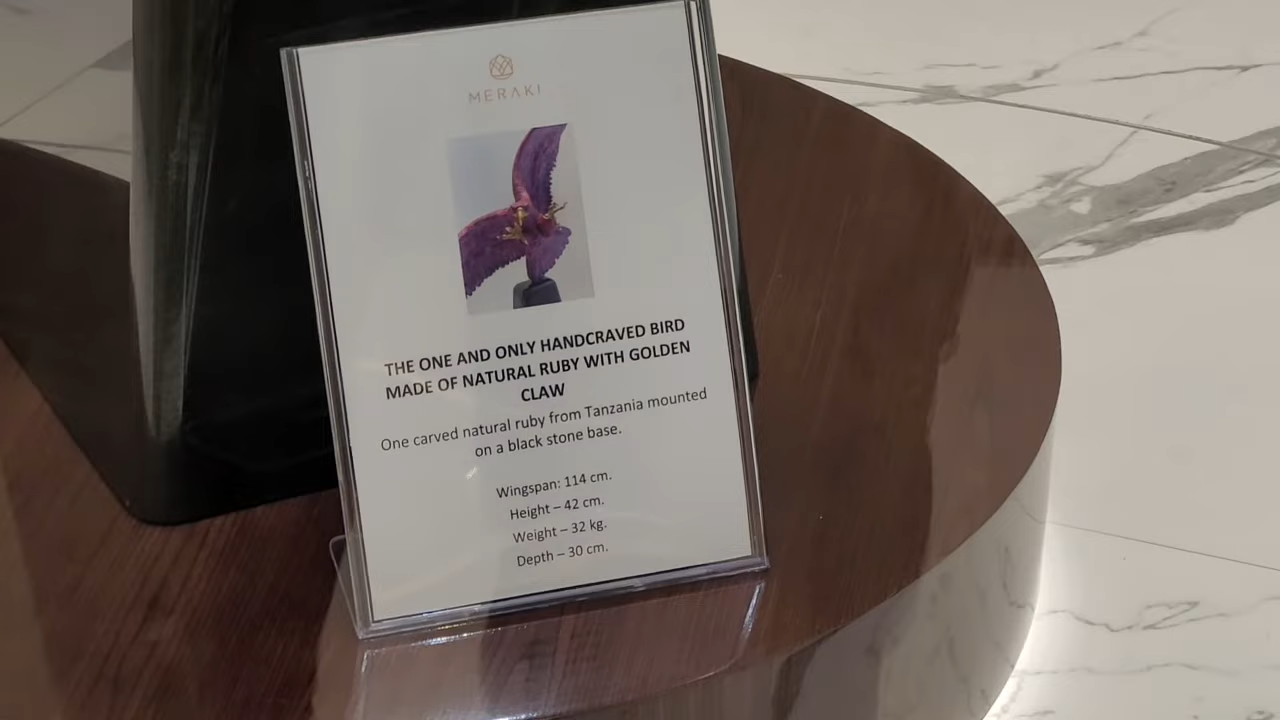 MERAKI
THE ONE AND ONLY HANDCRAVED BIRD
MADE OF NATURAL RUBY WITH GOLDEN
CLAW
One carved natural ruby from Tanzania mounted
on a black stone base.
Wingspan: 114 cm.
Height – 42 cm.
Weight – 32 kg.
Depth – 30 cm.